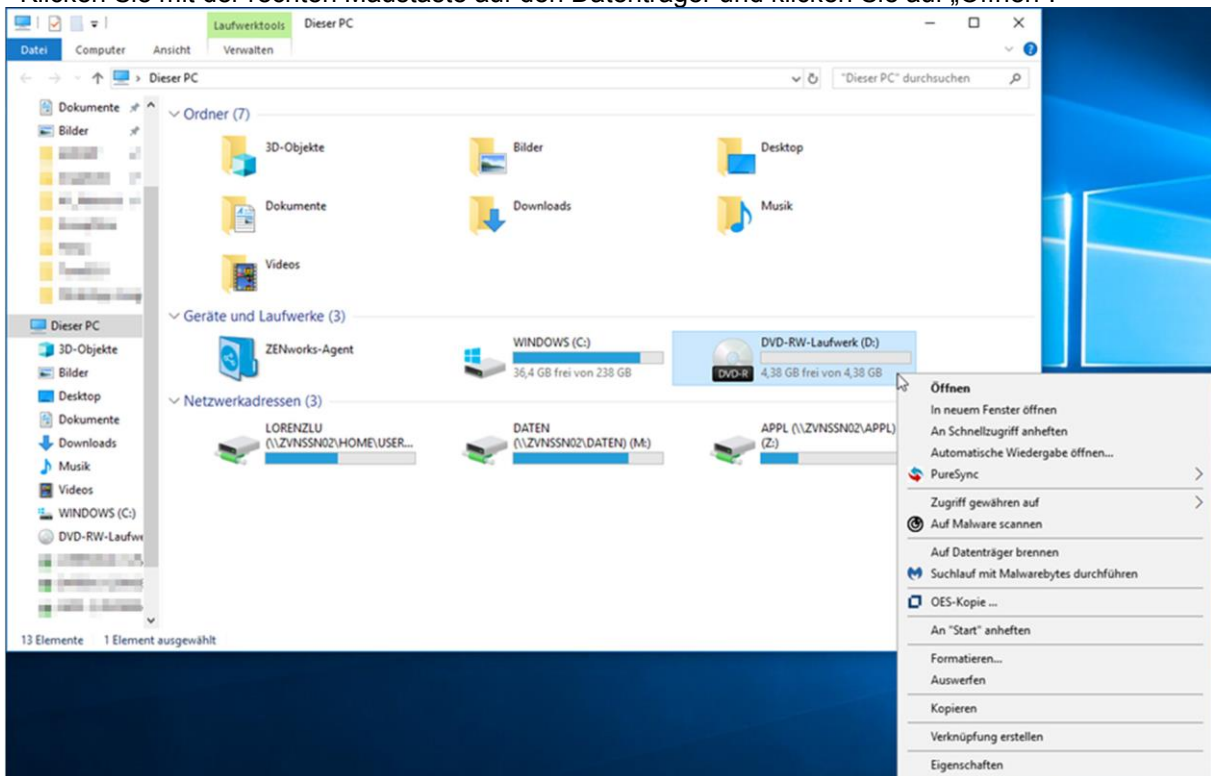 Klicken Sie mit der rechten Maustaste auf den Datenträger und klicken Sie auf „Öffnen“.
Laufwerktools Dieser PC
Datei Computer Ansicht Verwalten
Dieser PC
"Dieser PC" durchsuchen
Dokumente
Bilder
Dieser PC
3D-Objekte
Bilder
Desktop
Dokumente
Downloads
Musik
Videos
WINDOWS (C:)
DVD-RW-Laufwe
Ordner (7)
3D-Objekte
Bilder
Desktop
Dokumente
Downloads
Musik
Videos
Geräte und Laufwerke (3)
ZENworks-Agent
WINDOWS (C:)
36,4 GB frei von 238 GB
DVD-R
DVD-RW-Laufwerk (D:)
4,38 GB frei von 4,38 GB
Netzwerkadressen (3)
LORENZLU
(\\ZVNSSN02\HOME\USER...
DATEN
(\\ZVNSSN02\DATEN) (M:)
APPL (\\ZVNSSN02\APPL)
(Z:)
13 Elemente 1 Element ausgewählt
Öffnen
In neuem Fenster öffnen
An Schnellzugriff anheften
Automatische Wiedergabe öffnen...
PureSync
Zugriff gewähren auf
Auf Malware scannen
Auf Datenträger brennen
Suchlauf mit Malwarebytes durchführen
OES-Kopie ...
An "Start" anheften
Formatieren...
Auswerfen
Kopieren
Verknüpfung erstellen
Eigenschaften